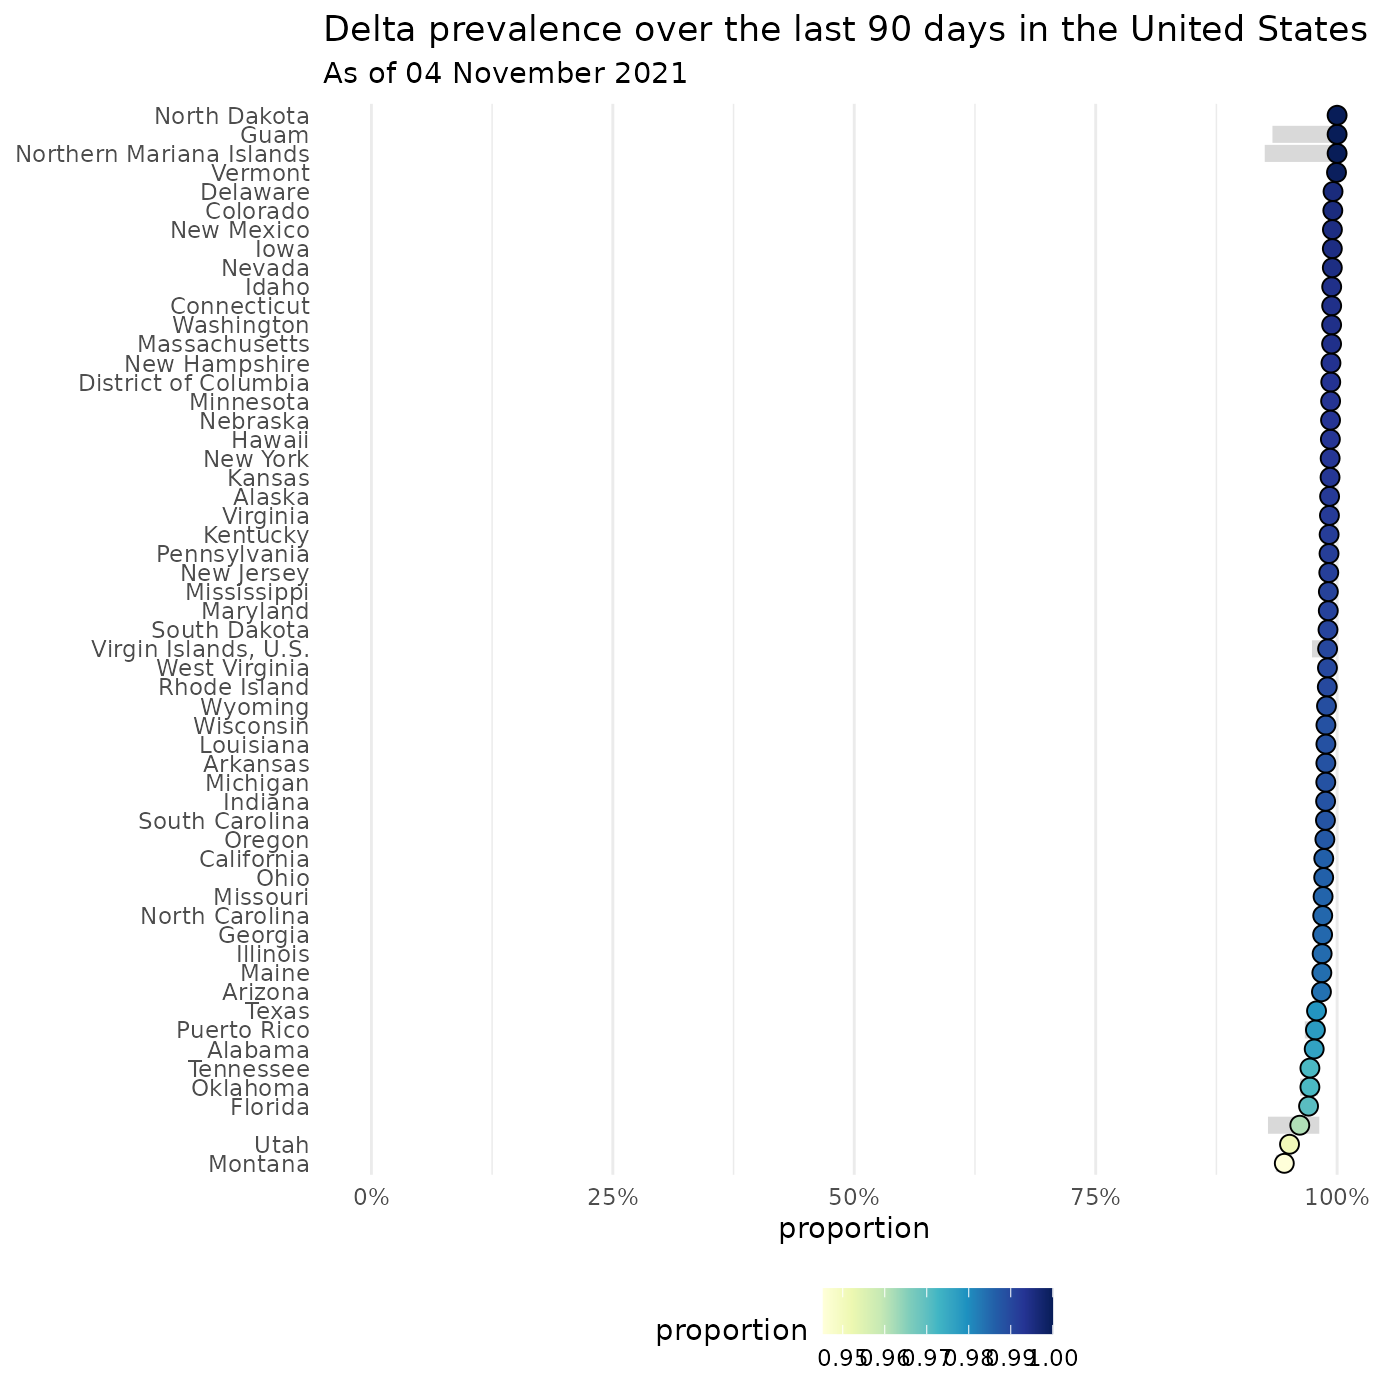 Delta prevalence over the last 90 days in the United States
As of 04 November 2021
North Dakota
Guam
Northern Mariana Islands
Vermont
Delaware
Colorado
New Mexico
Iowa
Nevada
Idaho
Connecticut
Washington
Massachusetts
New Hampshire
District of Columbia
Minnesota
Nebraska
Hawaii
New York
Kansas
Alaska
Virginia
Kentucky
Pennsylvania
New Jersey
Mississippi
Maryland
South Dakota
Virgin Islands, U.S.
West Virginia
Rhode Island
Wyoming
Wisconsin
Louisiana
Arkansas
Michigan
Indiana
South Carolina
Oregon
California
Ohio
Missouri
North Carolina
Georgia
Illinois
Maine
Arizona
Texas
Puerto Rico
Alabama
Tennessee
Oklahoma
Florida
Utah
Montana
0% 25% 50% 75% 100%
proportion
proportion
0.95 0.96 0.97 0.98 0.99 1.00